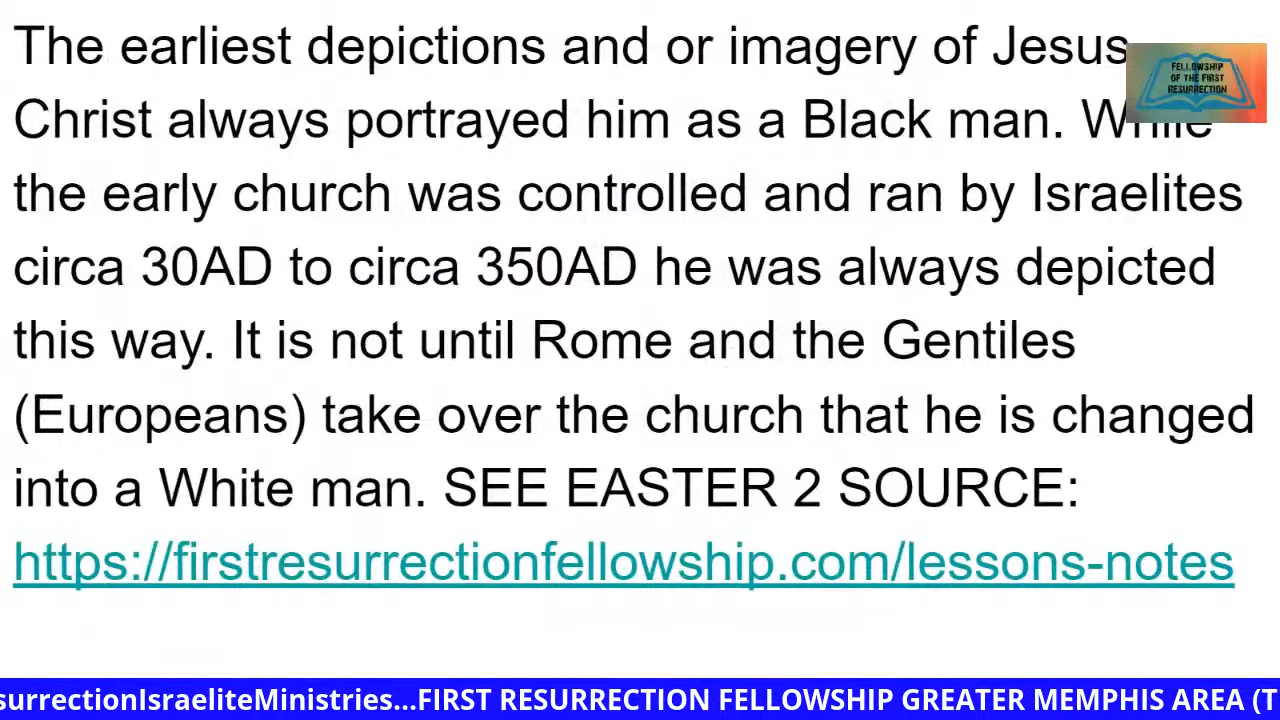 The earliest depictions and or imagery of Jesus
Christ always portrayed him as a Black man. While
the early church was controlled and ran by Israelites
circa 30AD to circa 350AD he was always depicted
this way. It is not until Rome and the Gentiles
(Europeans) take over the church that he is changed
into a White man. SEE EASTER 2 SOURCE:
https://firstresurrectionfellowship.com/lessons-notes
FELLOWSHIP
OF THE FIRST
RESURRECTION
surrectionIsraeliteMinistries...FIRST RESURRECTION FELLOWSHIP GREATER MEMPHIS AREA (T